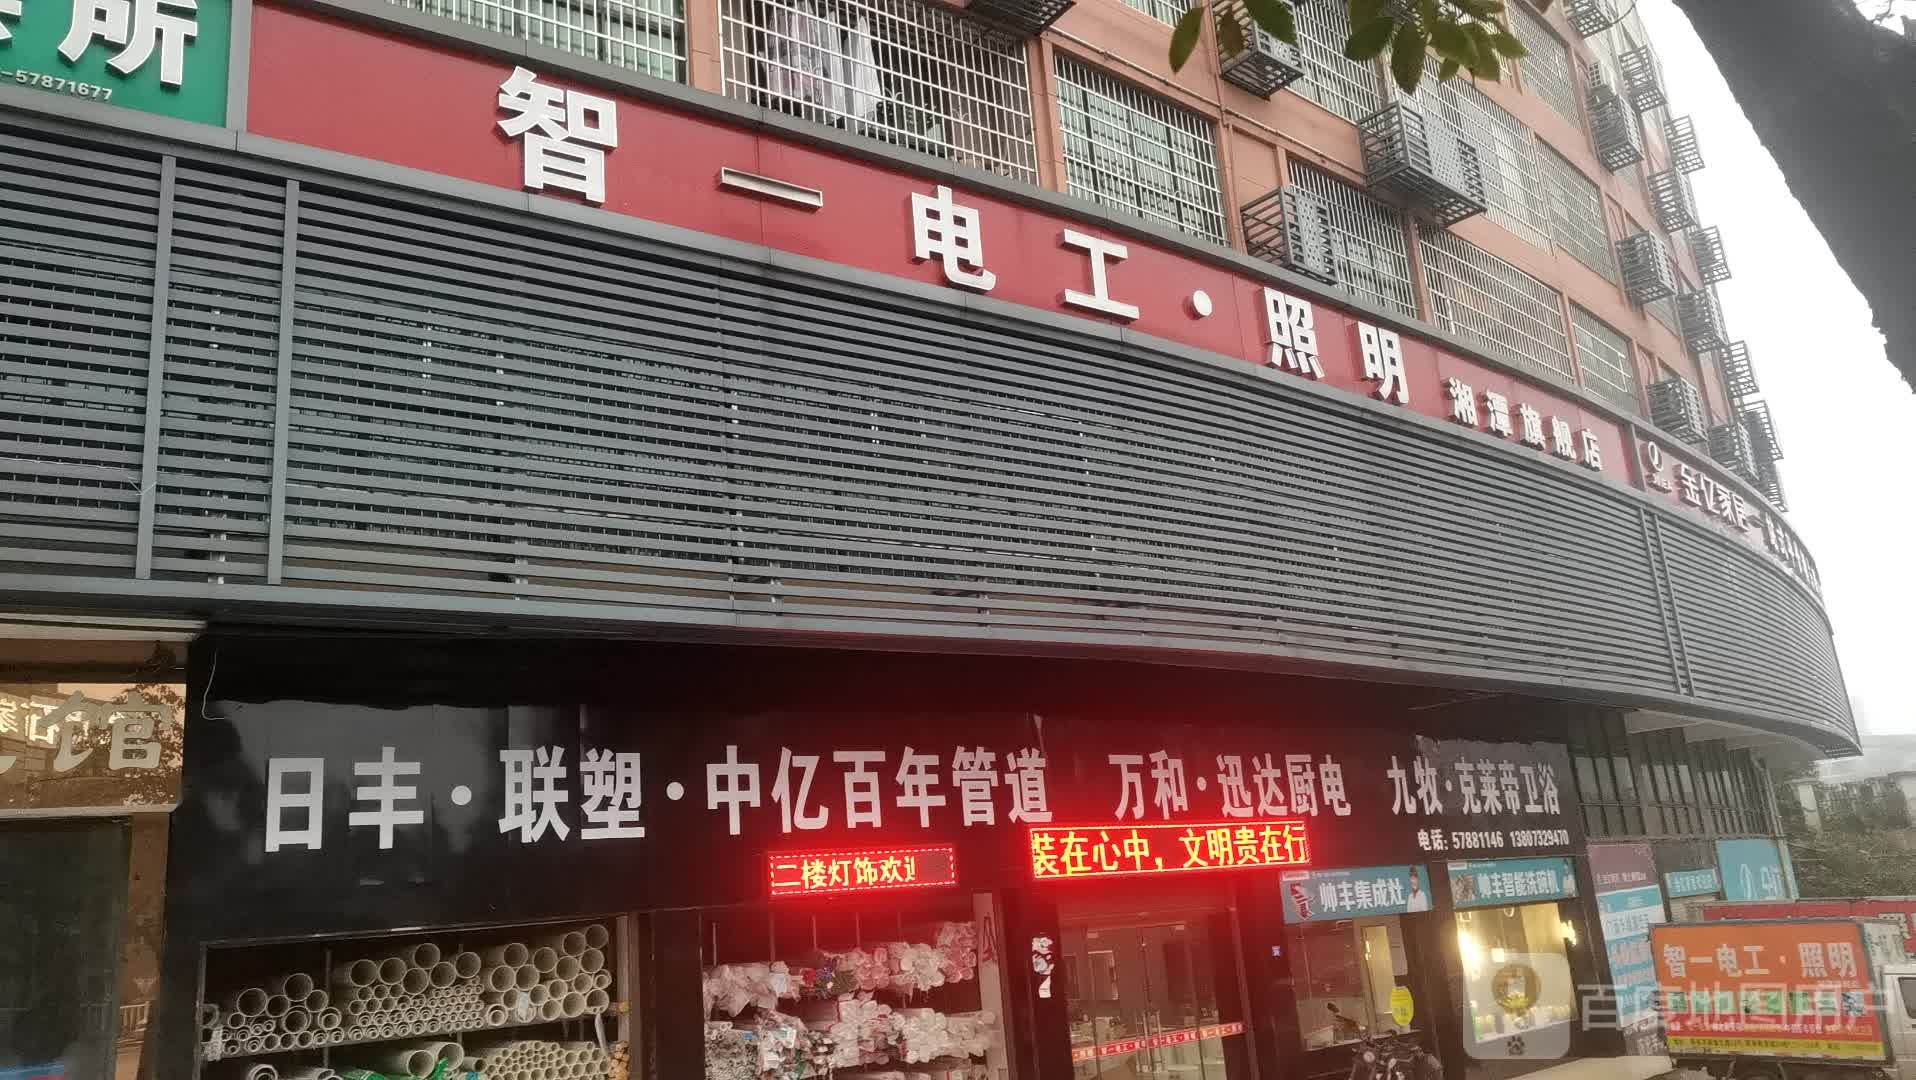 所
-57871677
智一电工·照明 湘潭旗舰店
金亿家居
馆
日丰·联塑·中亿百年管道 万和·迅达厨电 九牧·克莱帝卫浴
电话: 57881146 13807329470
二楼灯饰欢迎
装在心中，文明贵在行
帅丰集成灶
帅丰智能洗碗机
智一电工·照明
百度地图用户